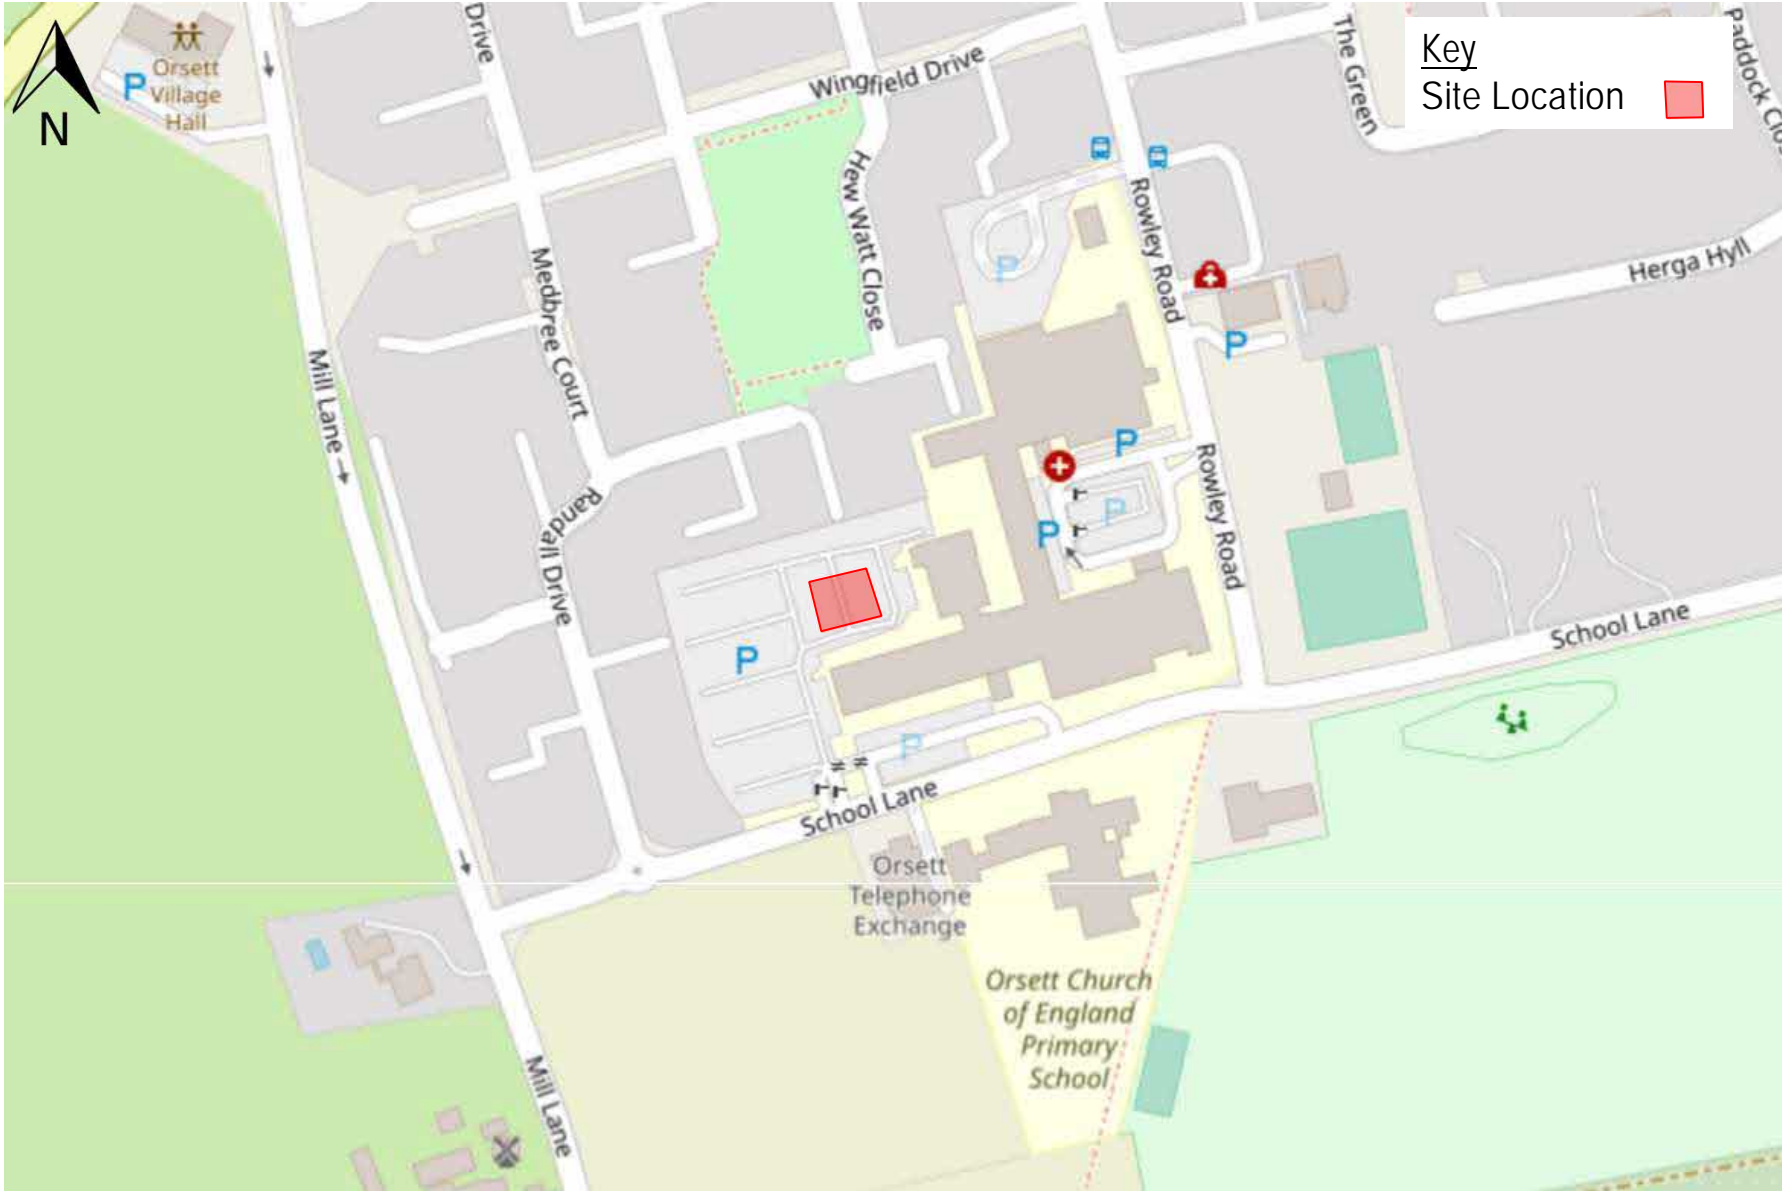 Key
Site Location
N
Orsett
Village
Hall
P
Drive
Wingfield Drive
The Green
Paddock Clo
Hew Watt Close
Rowley Road
Herga Hyll
Medbree Court
Mill Lane
P
P
P
P
P
P
Rowley Road
Randall Drive
School Lane
P
P
School Lane
Orsett
Telephone
Exchange
Orsett Church
of England
Primary
School
Mill Lane